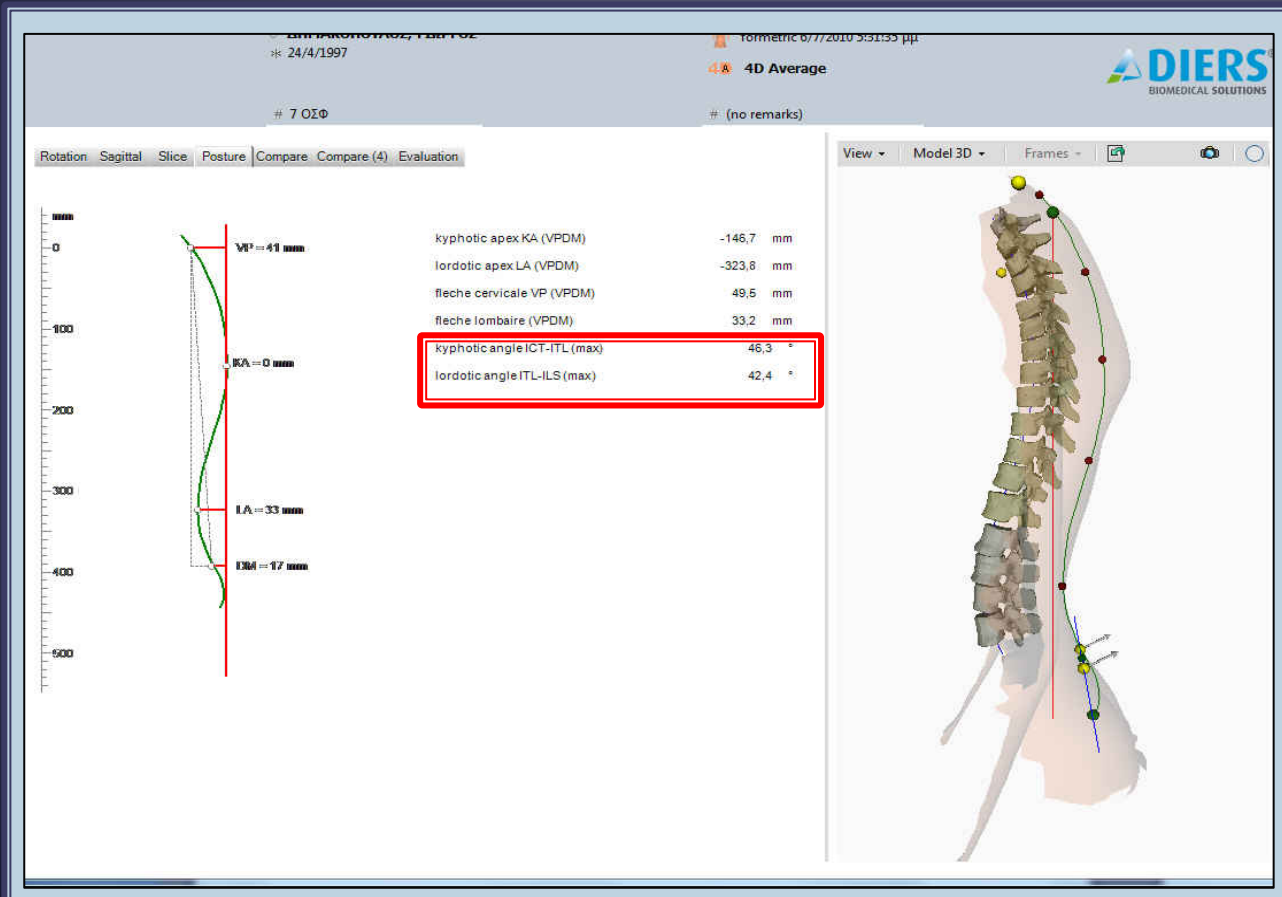 * 24/4/1997
# 7 ΟΣΦ
formetric 6/7/2010 5:31:35 μμ
4D Average
# (no remarks)
DIERS
BIOMEDICAL SOLUTIONS
Rotation Sagittal Slice Posture Compare Compare (4) Evaluation
View Model 3D Frames
mm
0
100
200
300
400
500
VP = 41 mm
KA = 0 mm
LA = 33 mm
DM = 17 mm
kyphotic apex KA (VPDM) -146,7 mm
lordotic apex LA (VPDM) -323,8 mm
fleche cervicale VP (VPDM) 49,5 mm
fleche lombaire (VPDM) 33,2 mm
kyphotic angle ICT-ITL (max) 46,3 °
lordotic angle ITL-ILS (max) 42,4 °